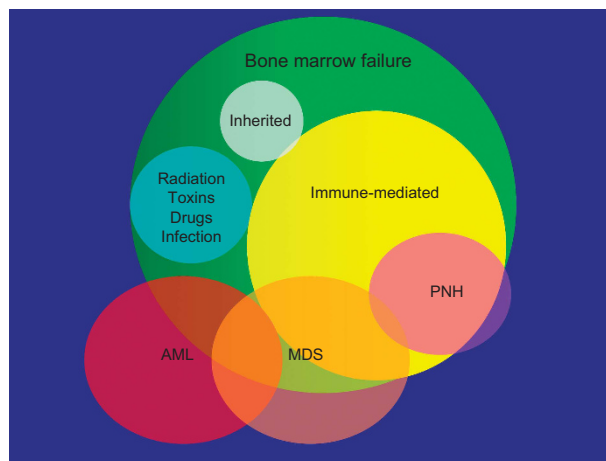 Bone marrow failure
Inherited
Radiation
Toxins
Drugs
Infection
Immune-mediated
PNH
AML
MDS